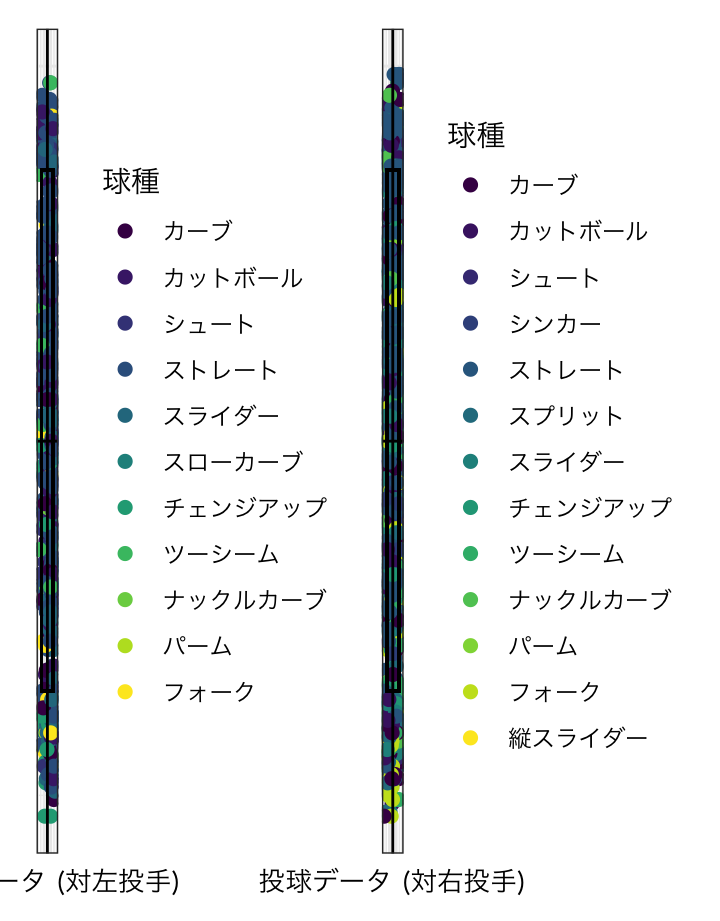 球種
カーブ
カットボール
シュート
ストレート
スライダー
スローカーブ
チェンジアップ
ツーシーム
ナックルカーブ
パーム
フォーク
ータ (対左投手)
球種
カーブ
カットボール
シュート
シンカー
ストレート
スプリット
スライダー
チェンジアップ
ツーシーム
ナックルカーブ
パーム
フォーク
縦スライダー
投球データ (対右投手)